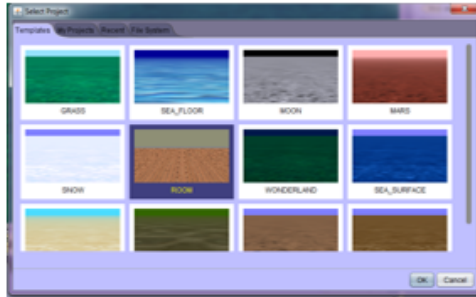 Select Project
Templates My Projects Recent File System
GRASS SEA_FLOOR MOON MARS
SNOW ROOM WONDERLAND SEA_SURFACE
OK Cancel